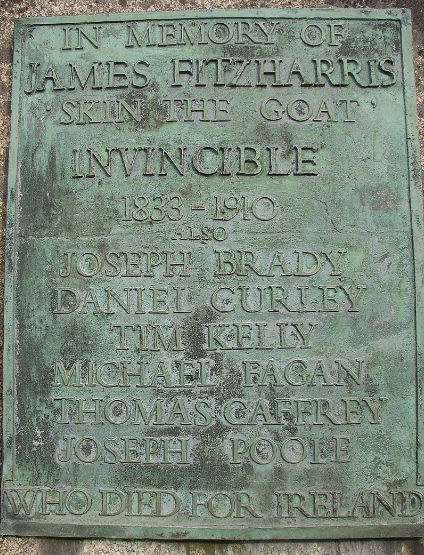 IN MEMORY OF
JAMES FITZHARRIS
SKIN THE GOAT
INVINCIBLE
1833 - 1910
ALSO
JOSEPH BRADY
DANIEL CURLEY
TIM KELLY
MICHAEL FAGAN
THOMAS CAFFREY
JOSEPH POOLE
WHO DIED FOR IRELAND